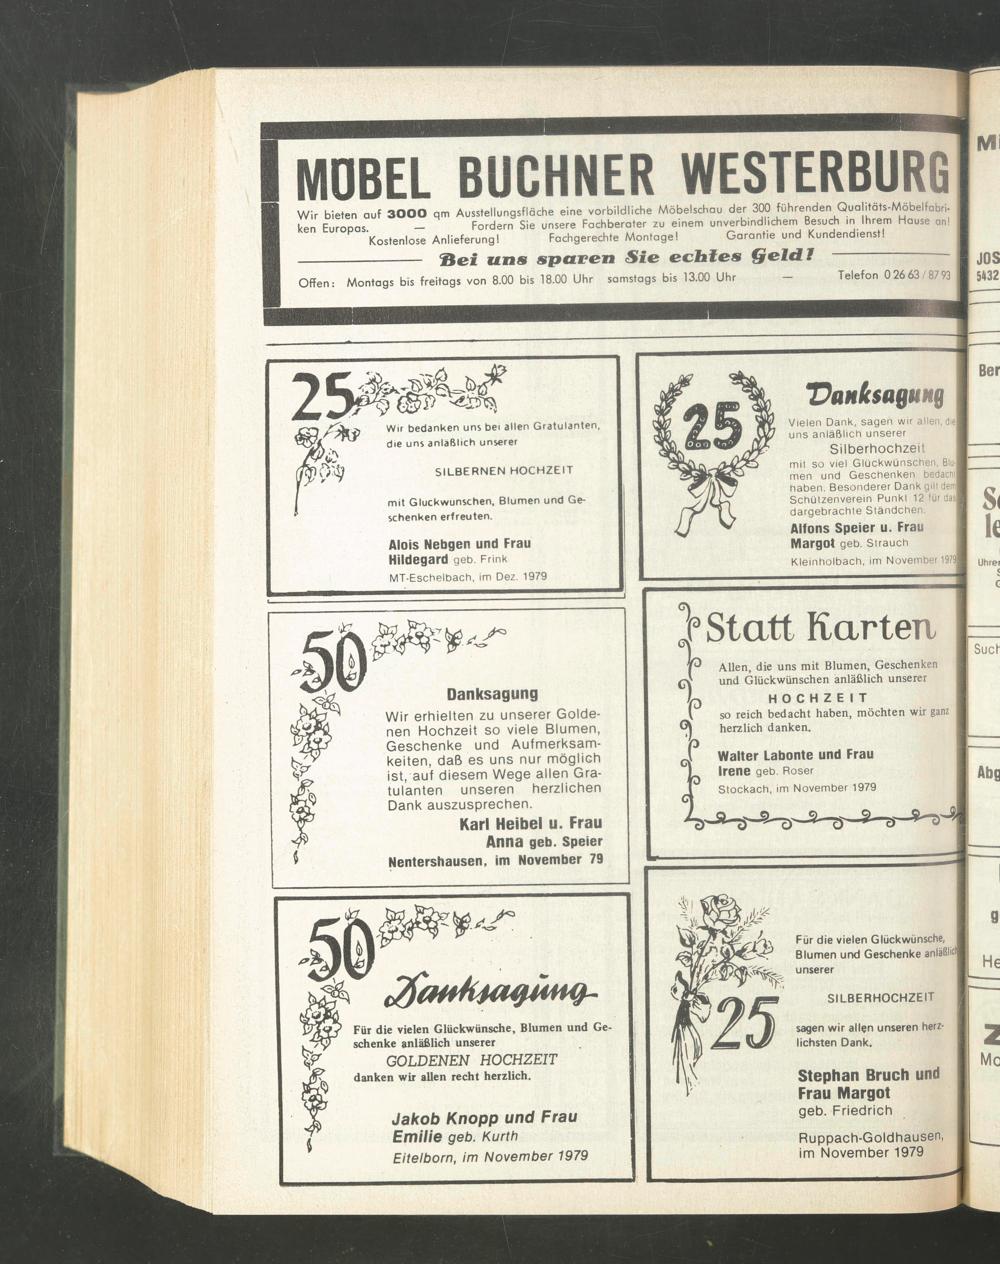 MÖBEL BUCHNER WESTERBURG
Wir bieten auf 3000 qm Ausstellungsfläche eine vorbildliche Möbelschau der 300 führenden Qualitäts-Möbelfabri-
ken Europas. — Fordern Sie unsere Fachberater zu einem unverbindlichem Besuch in Ihrem Hause an!
Kostenlose Anlieferung! Fachgerechte Montage! Garantie und Kundendienst!
Bei uns sparen Sie echtes Geld!
Offen: Montags bis freitags von 8.00 bis 18.00 Uhr samstags bis 13.00 Uhr — Telefon 0 26 63 / 87 93
25
Wir bedanken uns bei allen Gratulanten,
die uns anläßlich unserer
SILBERNEN HOCHZEIT
mit Gluckwunschen, Blumen und Ge-
schenken erfreuten.
Alois Nebgen und Frau
Hildegard geb. Frink
MT-Eschelbach, im Dez. 1979
50
Danksagung
Wir erhielten zu unserer Golde-
nen Hochzeit so viele Blumen,
Geschenke und Aufmerksam-
keiten, daß es uns nur möglich
ist, auf diesem Wege allen Gra-
tulanten unseren herzlichen
Dank auszusprechen.
Karl Heibel u. Frau
Anna geb. Speier
Nentershausen, im November 79
50
Danksagung
Für die vielen Glückwünsche, Blumen und Ge-
schenke anläßlich unserer
GOLDENEN HOCHZEIT
danken wir allen recht herzlich.
Jakob Knopp und Frau
Emilie geb. Kurth
Eitelborn, im November 1979
25
Danksagung
Vielen Dank, sagen wir allen, die
uns anläßlich unserer
Silberhochzeit
mit so viel Glückwünschen, Blu-
men und Geschenken bedacht
haben. Besonderer Dank gilt dem
Schützenverein Punkt 12 für das
dargebrachte Ständchen.
Alfons Speier u. Frau
Margot geb. Strauch
Kleinholbach, im November 1979
Statt Karten
Allen, die uns mit Blumen, Geschenken
und Glückwünschen anläßlich unserer
HOCHZEIT
so reich bedacht haben, möchten wir ganz
herzlich danken.
Walter Labonte und Frau
Irene geb. Roser
Stockach, im November 1979
25
Für die vielen Glückwünsche,
Blumen und Geschenke anläßlich
unserer
SILBERHOCHZEIT
sagen wir allen unseren herz-
lichsten Dank.
Stephan Bruch und
Frau Margot
geb. Friedrich
Ruppach-Goldhausen,
im November 1979
JOS
5432
Ber
Such
Abg
He